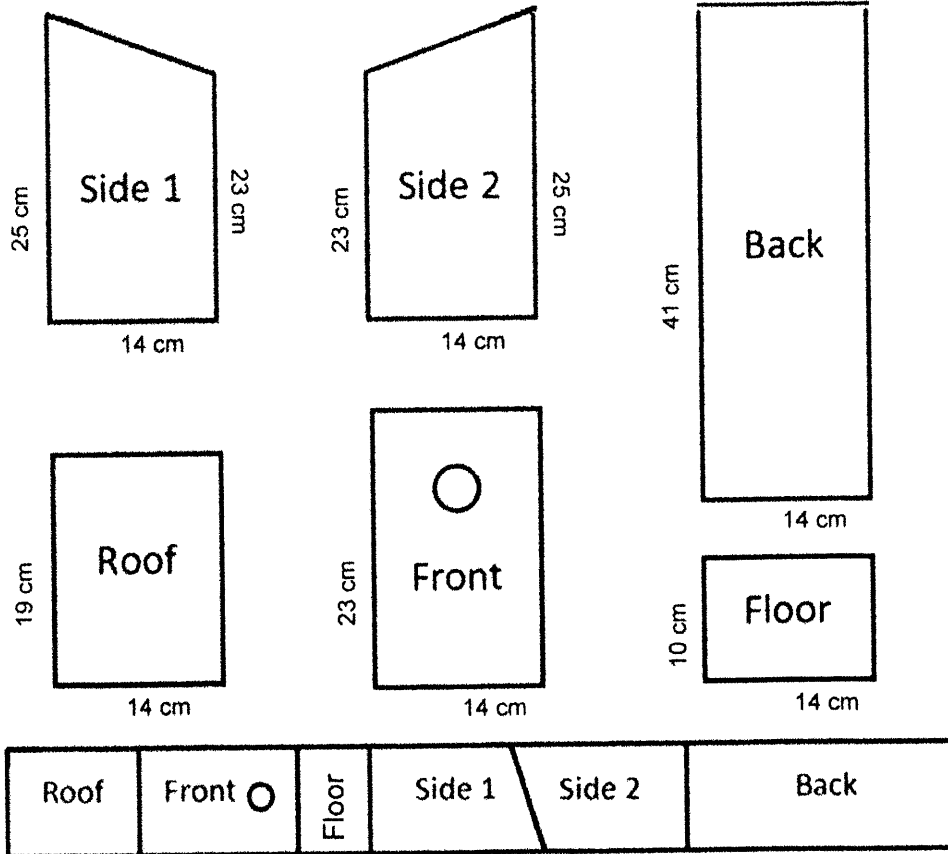 Side 1
25 cm
23 cm
14 cm
Side 2
23 cm
25 cm
14 cm
Back
41 cm
14 cm
Roof
19 cm
14 cm
Front
23 cm
14 cm
Floor
10 cm
14 cm
Roof
Front
Floor
Side 1
Side 2
Back